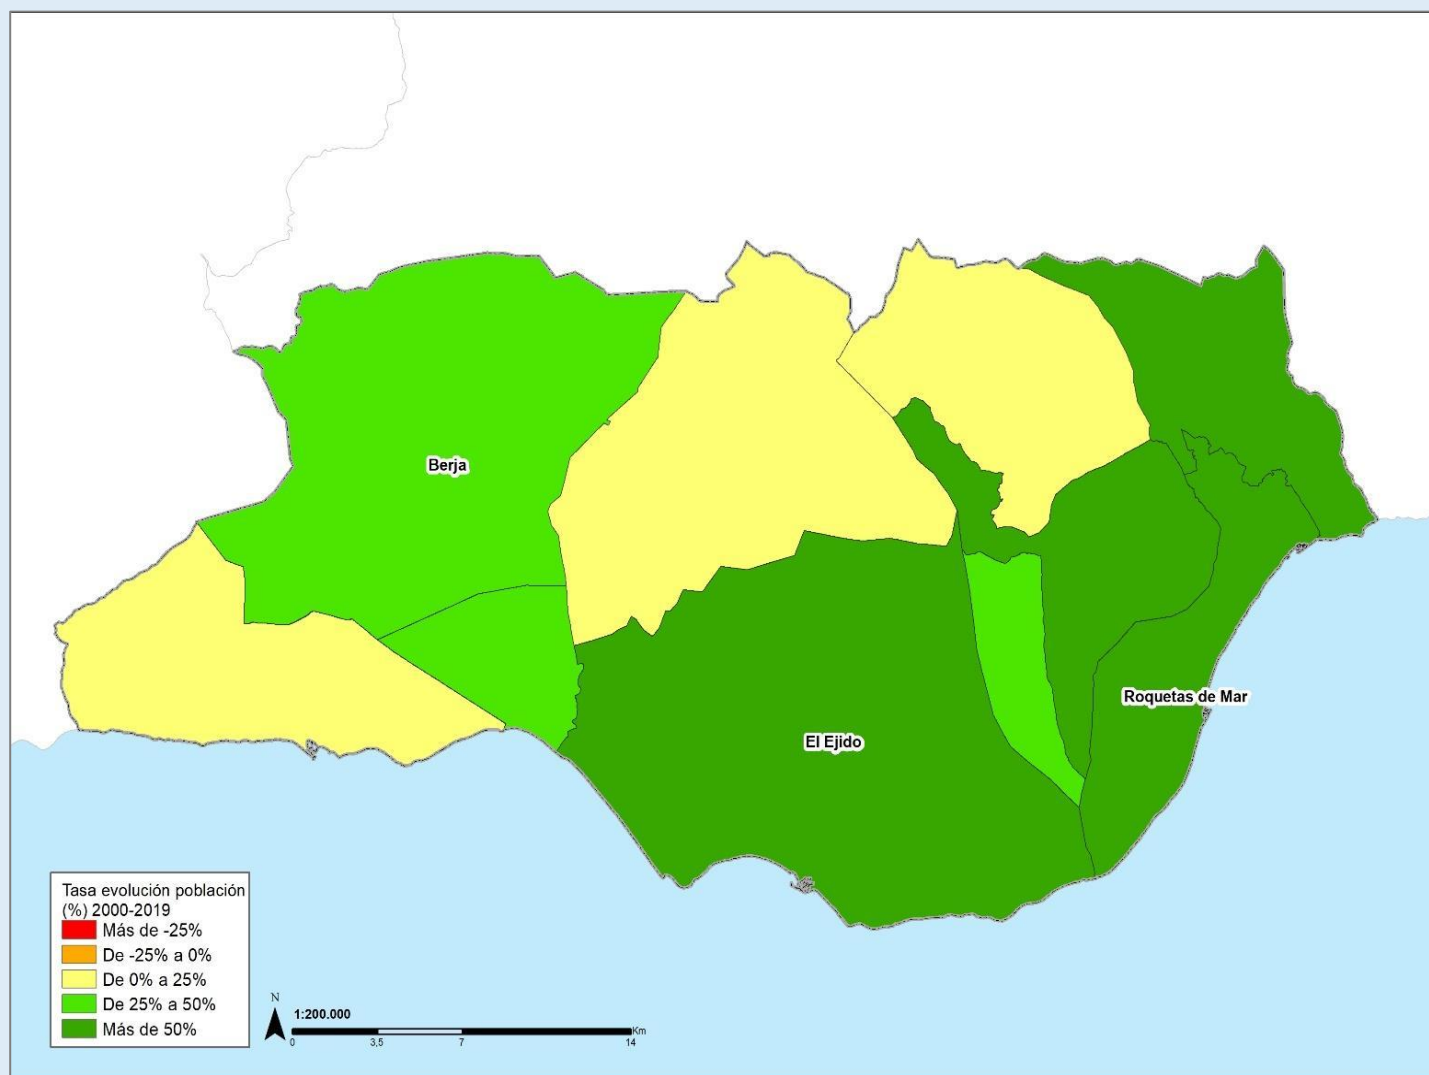 Berja
Roquetas de Mar
El Ejido
Tasa evolución población
(%) 2000-2019
Más de -25%
De -25% a 0%
De 0% a 25%
De 25% a 50%
Más de 50%
N
1:200.000
Km
0 3,5 7 14